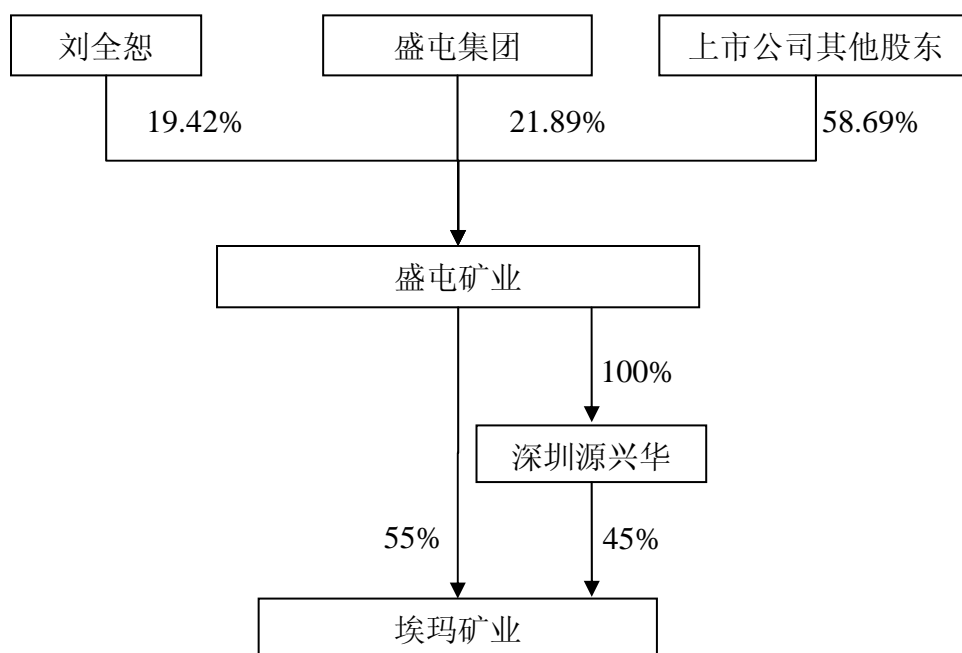 刘全恕
盛屯集团
上市公司其他股东
19.42%
21.89%
58.69%
盛屯矿业
100%
深圳源兴华
55%
45%
埃玛矿业